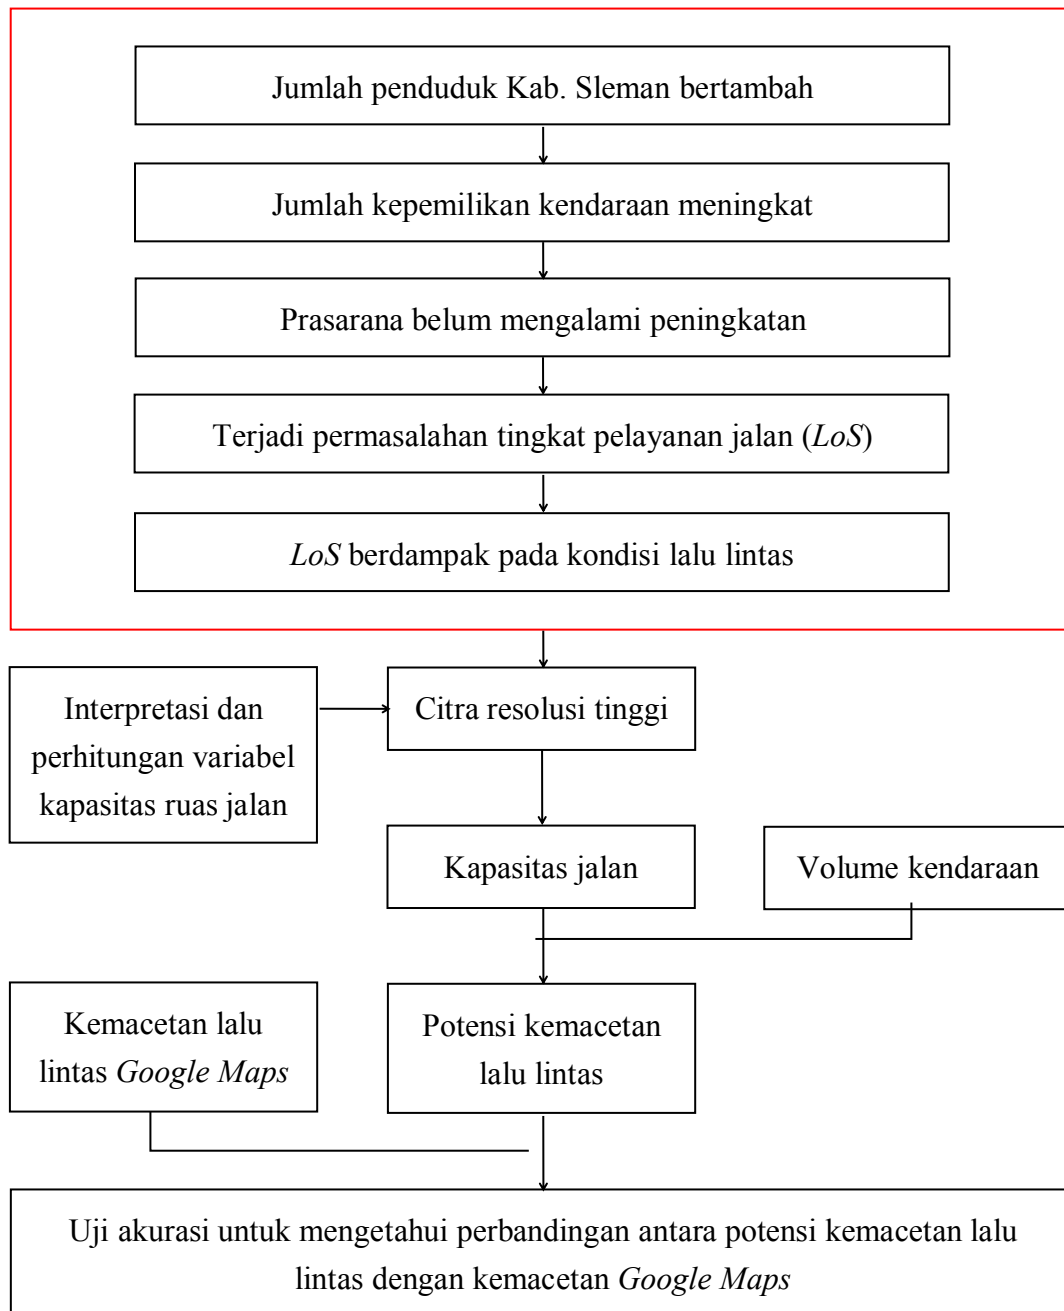 Jumlah penduduk Kab. Sleman bertambah
Jumlah kepemilikan kendaraan meningkat
Prasarana belum mengalami peningkatan
Terjadi permasalahan tingkat pelayanan jalan (LoS)
LoS berdampak pada kondisi lalu lintas
Interpretasi dan
perhitungan variabel
kapasitas ruas jalan
Citra resolusi tinggi
Kapasitas jalan
Volume kendaraan
Kemacetan lalu
lintas Google Maps
Potensi kemacetan
lalu lintas
Uji akurasi untuk mengetahui perbandingan antara potensi kemacetan lalu
lintas dengan kemacetan Google Maps